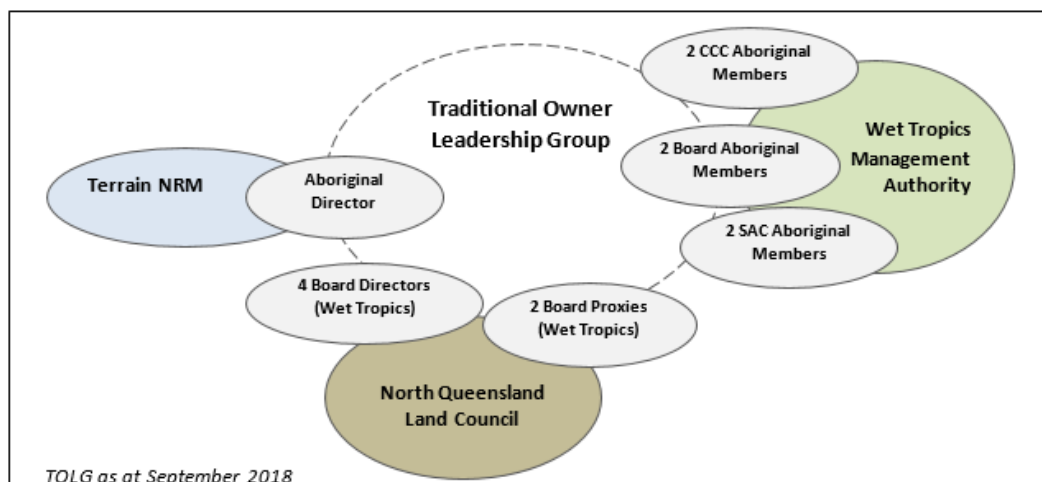 2 CCC Aboriginal
Members
Traditional Owner
Leadership Group
Wet Tropics
Management
Authority
2 Board Aboriginal
Members
Terrain NRM
Aboriginal
Director
2 SAC Aboriginal
Members
4 Board Directors
(Wet Tropics)
2 Board Proxies
(Wet Tropics)
North Queensland
Land Council
TOLG as at September 2018